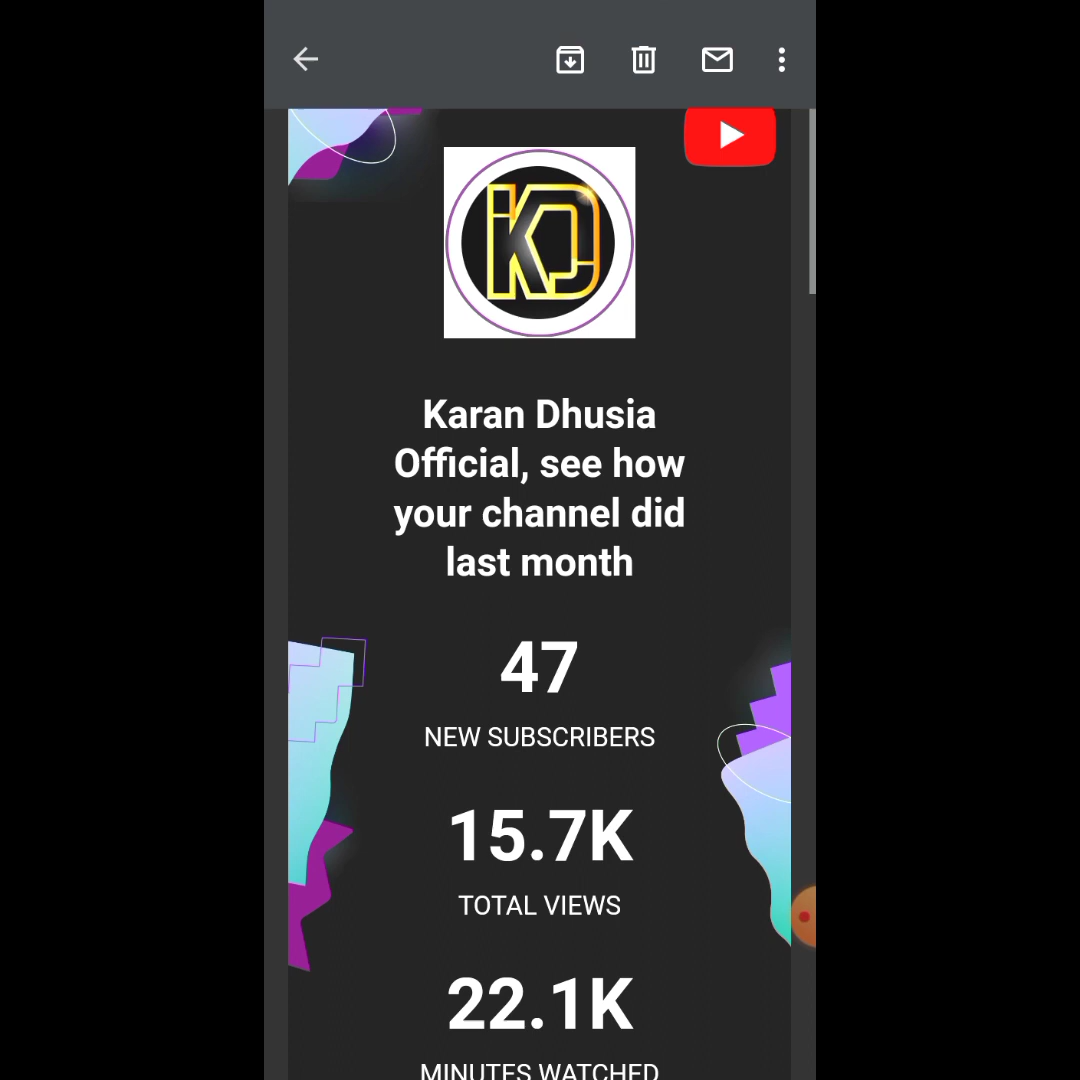 KD
Karan Dhusia
Official, see how
your channel did
last month
47
NEW SUBSCRIBERS
15.7K
TOTAL VIEWS
22.1K
MINUTES WATCHED